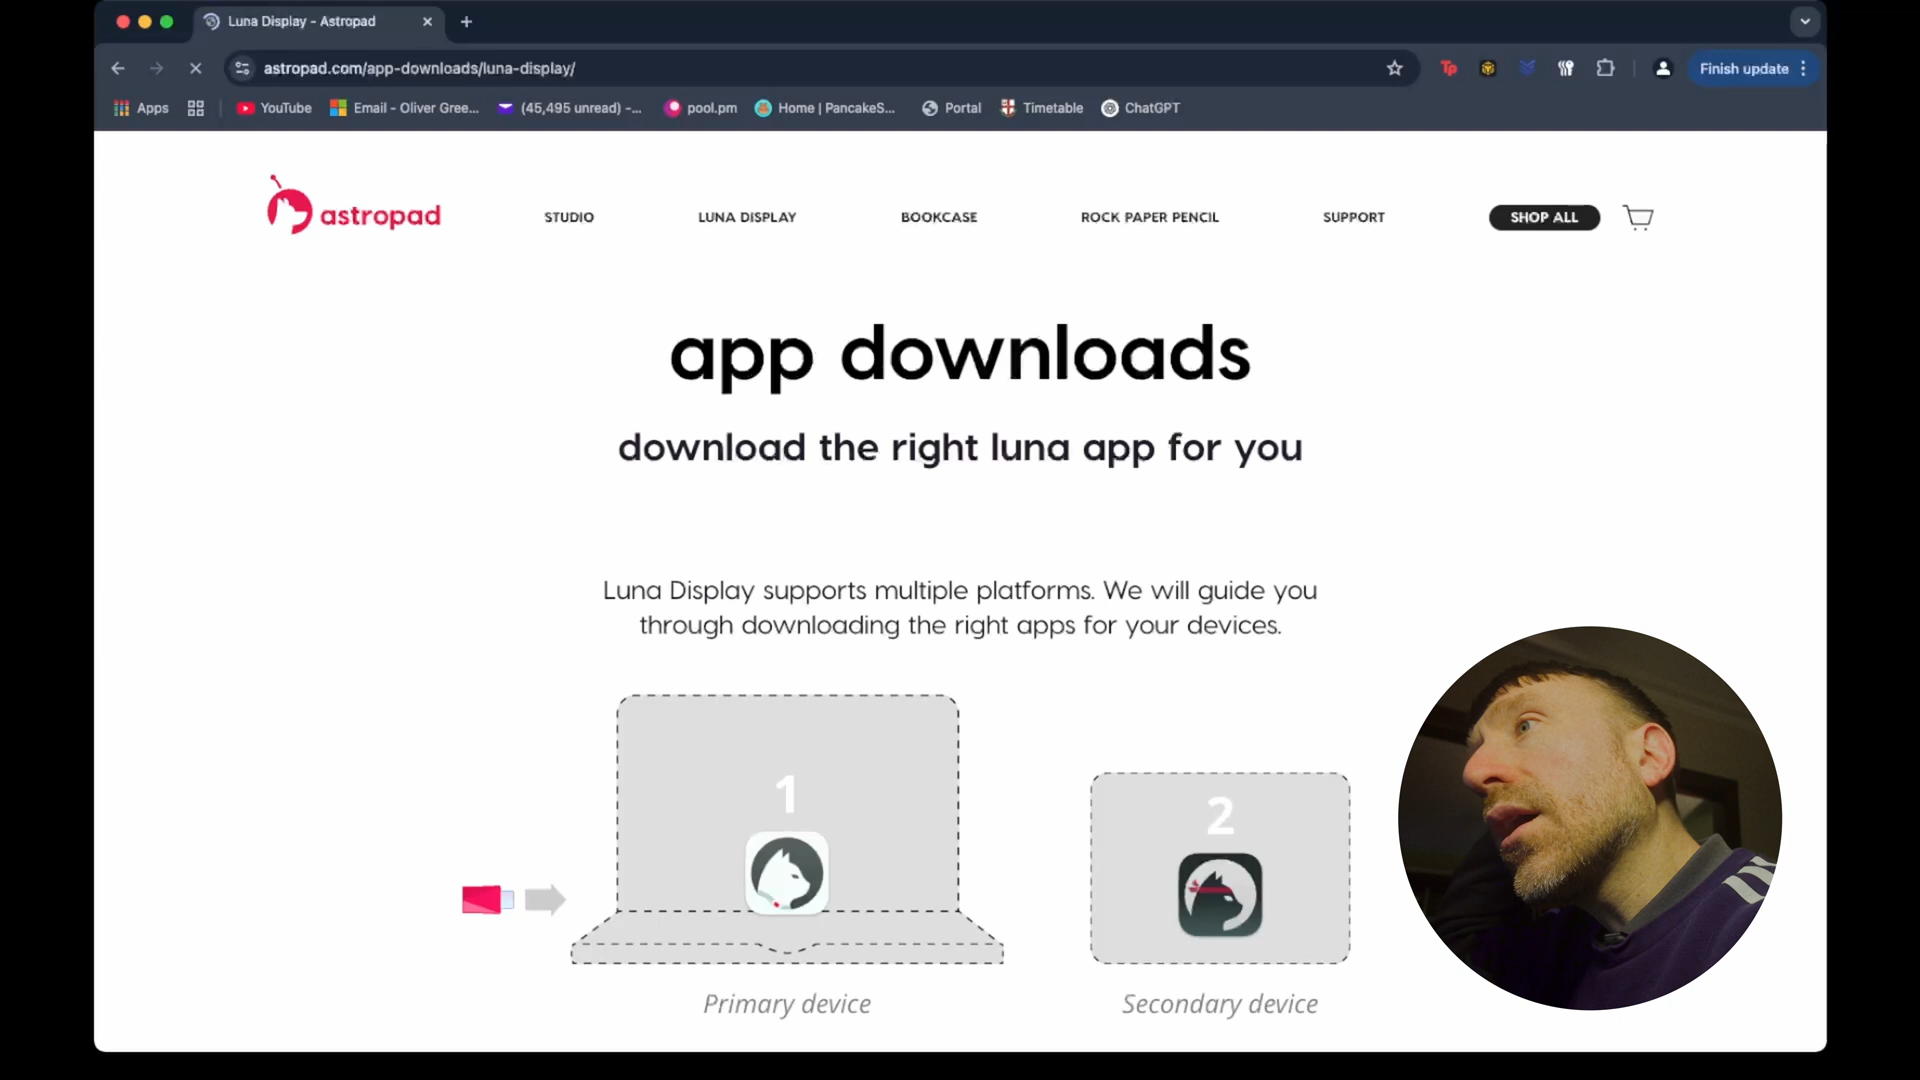 Luna Display - Astropad
astropad.com/app-downloads/luna-display/
Finish update
Apps
YouTube
Email - Oliver Gree...
(45,495 unread) -...
pool.pm
Home | PancakeS...
Portal
Timetable
ChatGPT
astropad
STUDIO
LUNA DISPLAY
BOOKCASE
ROCK PAPER PENCIL
SUPPORT
SHOP ALL
app downloads
download the right luna app for you
Luna Display supports multiple platforms. We will guide you
through downloading the right apps for your devices.
1
2
Primary device
Secondary device